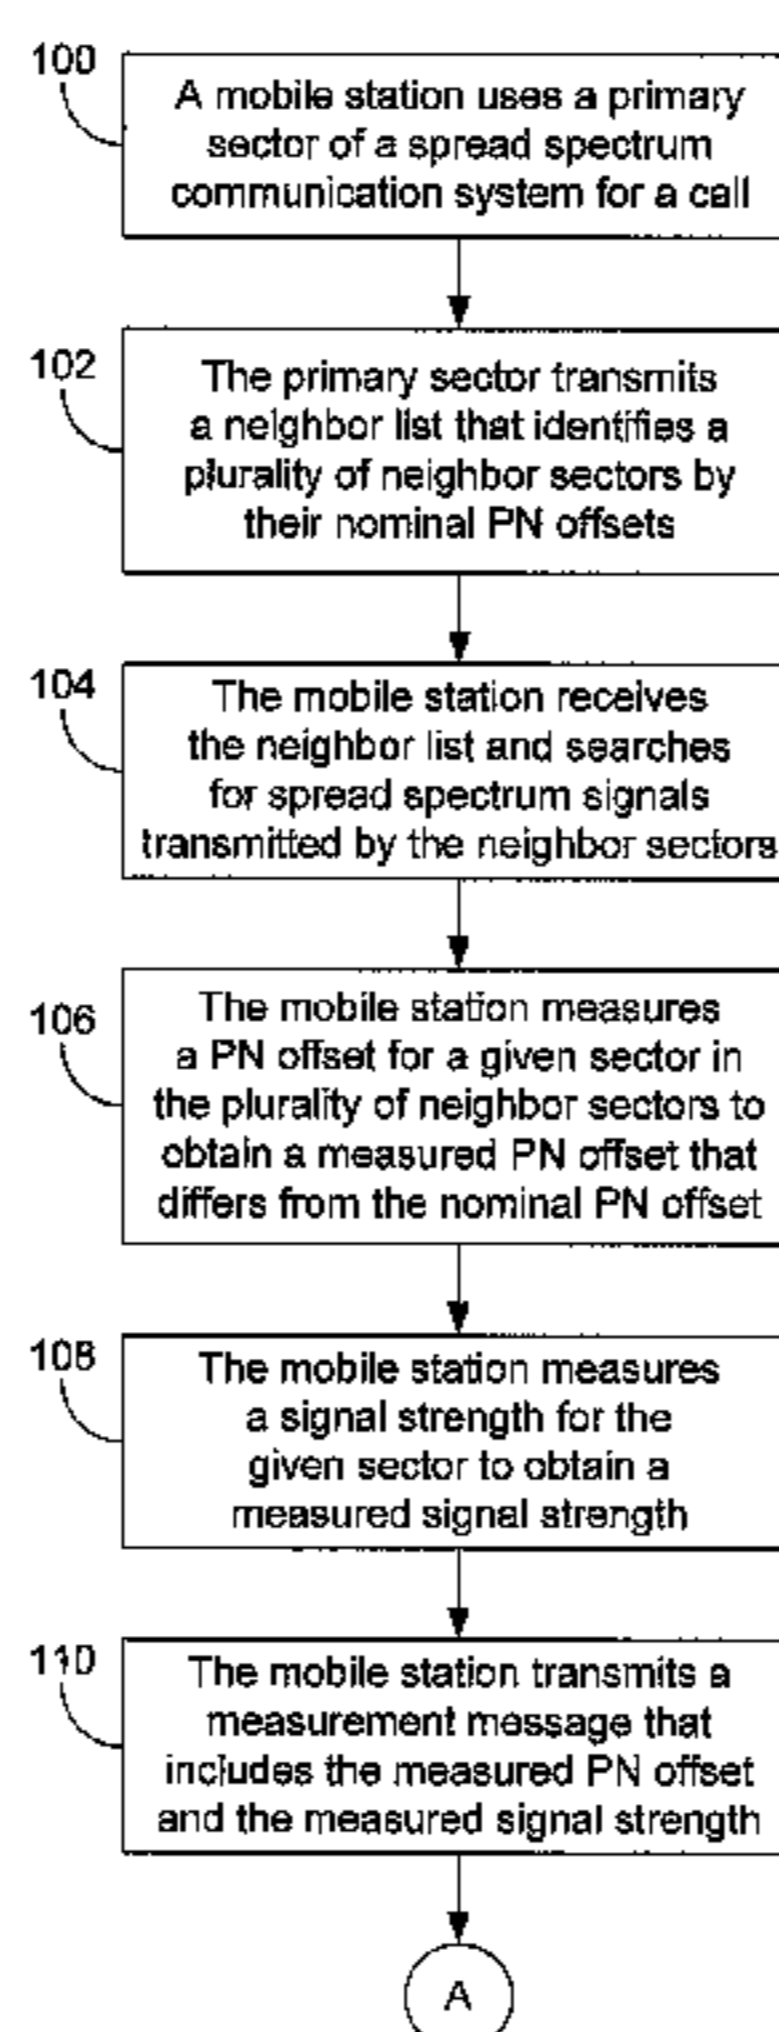 100
A mobile station uses a primary
sector of a spread spectrum
communication system for a call
102
The primary sector transmits
a neighbor list that identifies a
plurality of neighbor sectors by
their nominal PN offsets
104
The mobile station receives
the neighbor list and searches
for spread spectrum signals
transmitted by the neighbor sectors
106
The mobile station measures
a PN offset for a given sector in
the plurality of neighbor sectors to
obtain a measured PN offset that
differs from the nominal PN offset
108
The mobile station measures
a signal strength for the
given sector to obtain a
measured signal strength
110
The mobile station transmits a
measurement message that
includes the measured PN offset
and the measured signal strength
A